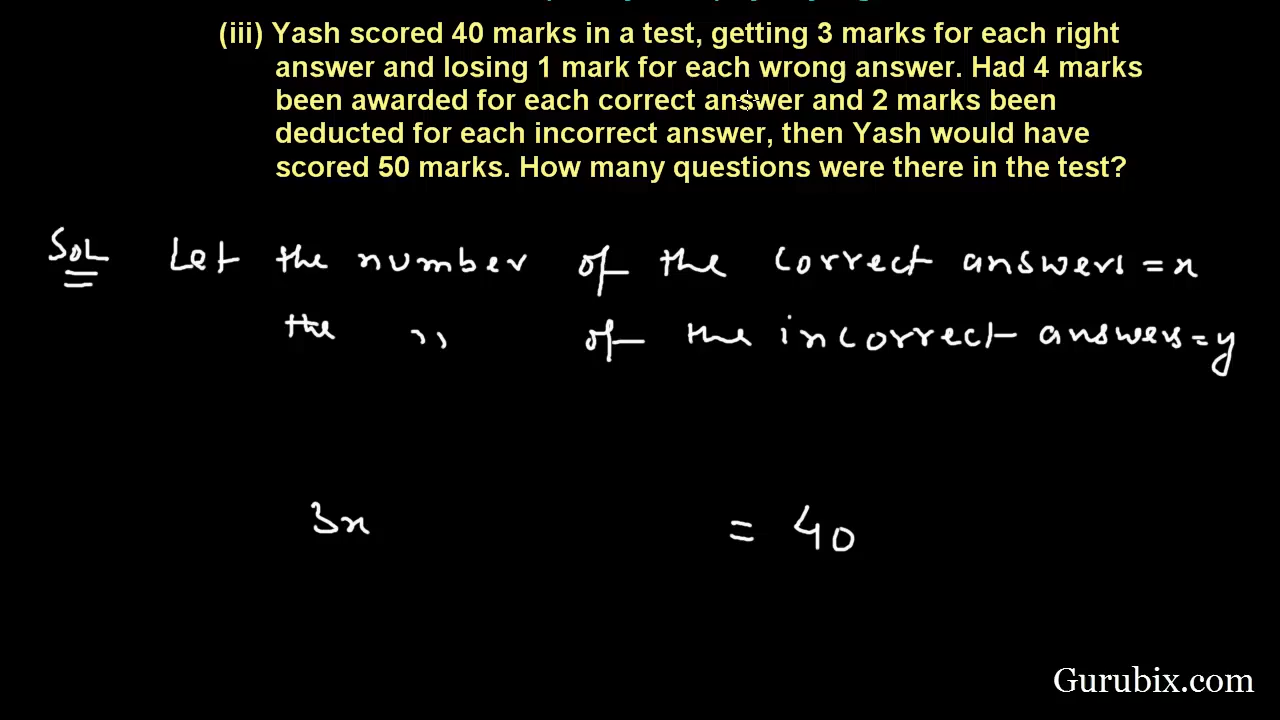 (iii) Yash scored 40 marks in a test, getting 3 marks for each right
answer and losing 1 mark for each wrong answer. Had 4 marks
been awarded for each correct answer and 2 marks been
deducted for each incorrect answer, then Yash would have
scored 50 marks. How many questions were there in the test?
Sol Let the number of the correct answers = x
the ,, of the incorrect answers = y
3x = 40
Gurubix.com